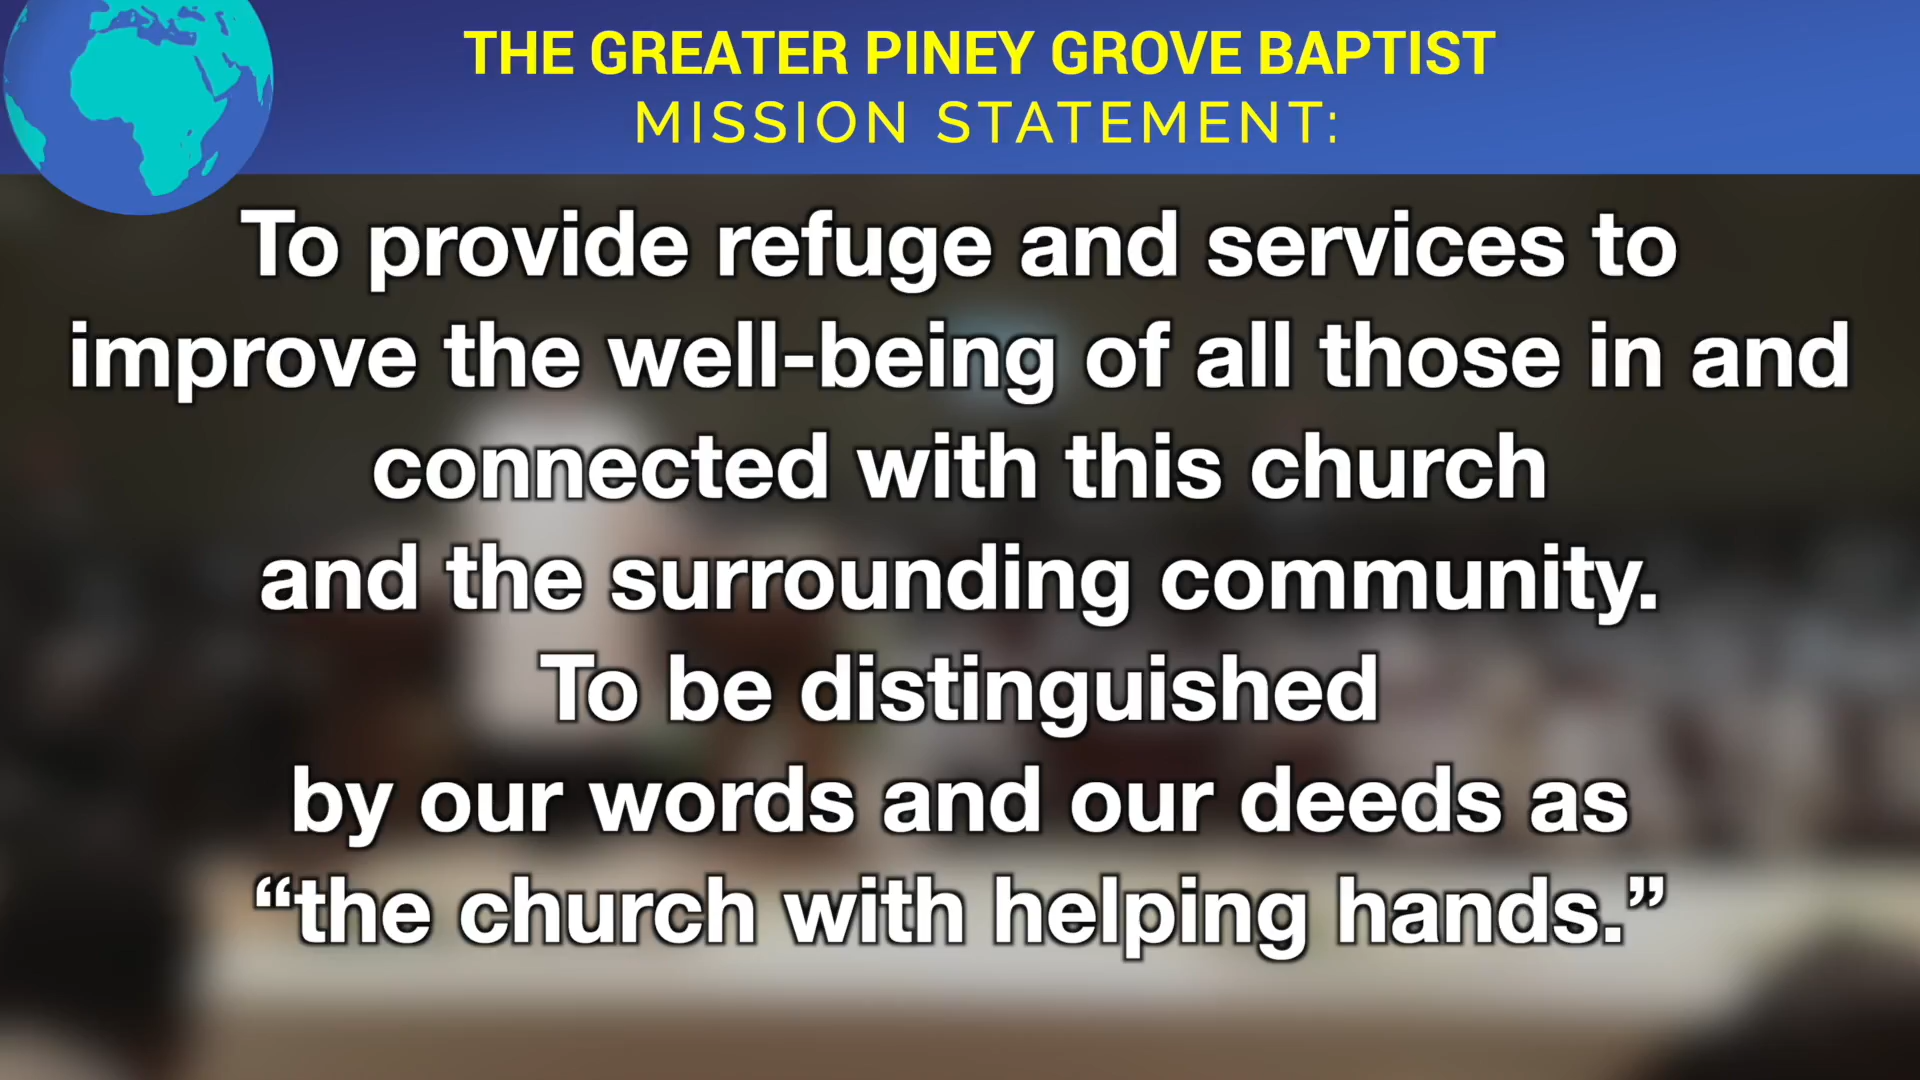 THE GREATER PINEY GROVE BAPTIST
MISSION STATEMENT:
To provide refuge and services to
improve the well-being of all those in and
connected with this church
and the surrounding community.
To be distinguished
by our words and our deeds as
“the church with helping hands.”